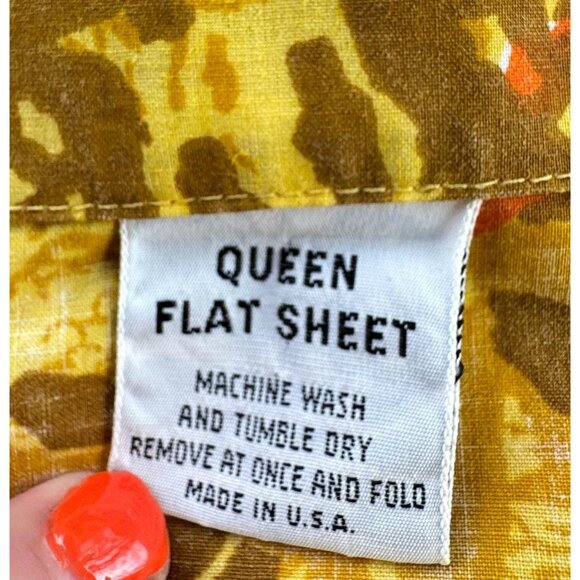 QUEEN
FLAT SHEET
MACHINE WASH
AND TUMBLE DRY
REMOVE AT ONCE AND FOLD
MADE IN U.S.A.